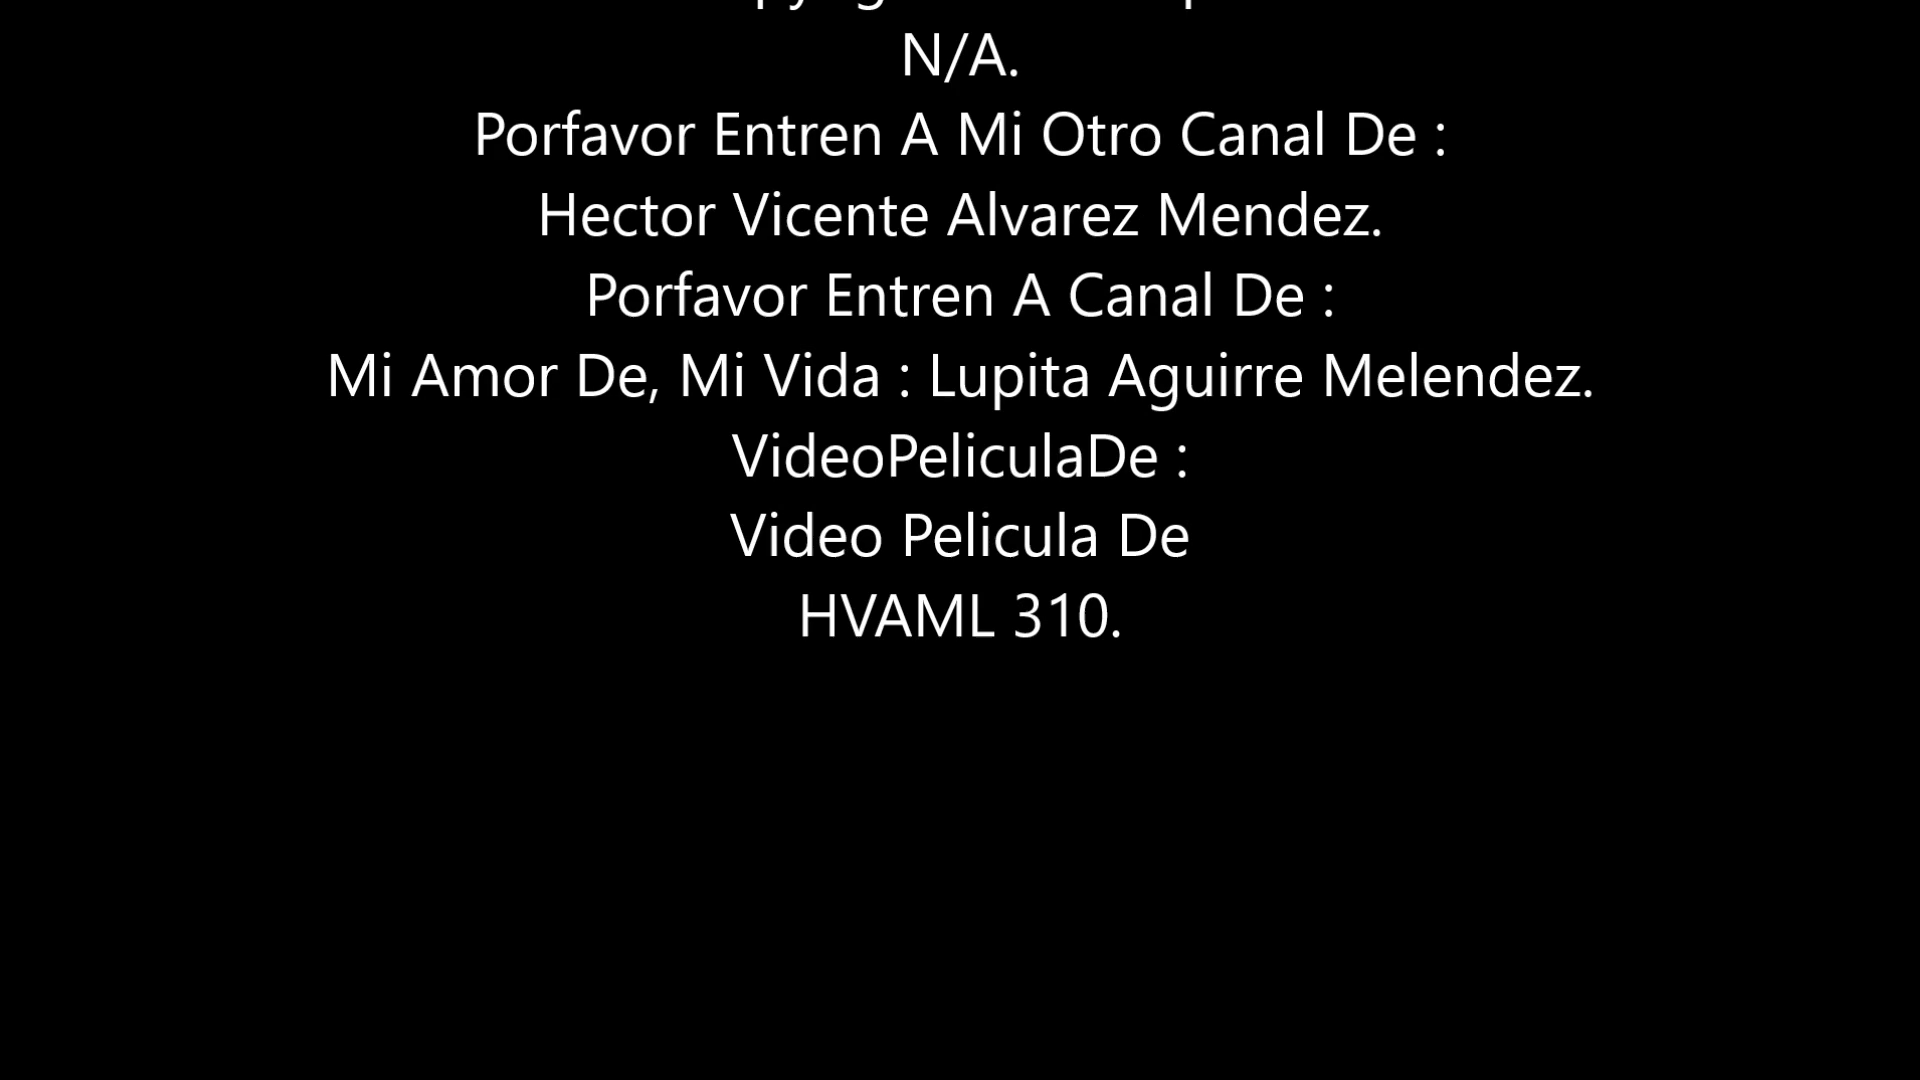 N/A.
Porfavor Entren A Mi Otro Canal De :
Hector Vicente Alvarez Mendez.
Porfavor Entren A Canal De :
Mi Amor De, Mi Vida : Lupita Aguirre Melendez.
VideoPeliculaDe :
Video Pelicula De
HVAML 310.